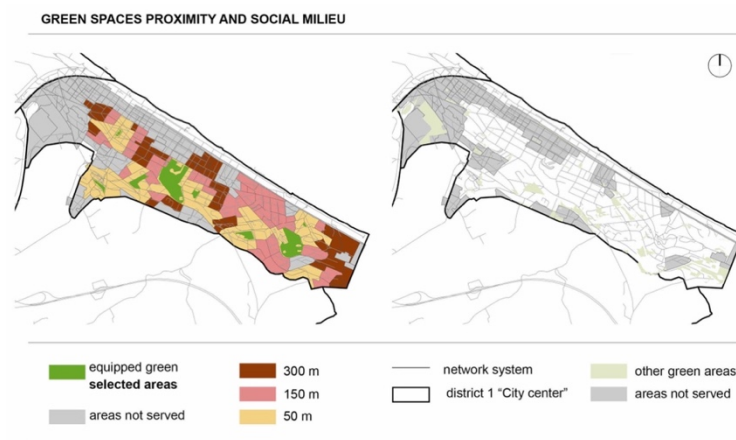 GREEN SPACES PROXIMITY AND SOCIAL MILIEU
equipped green
selected areas
areas not served
300 m
150 m
50 m
network system
district 1 “City center”
other green areas
areas not served